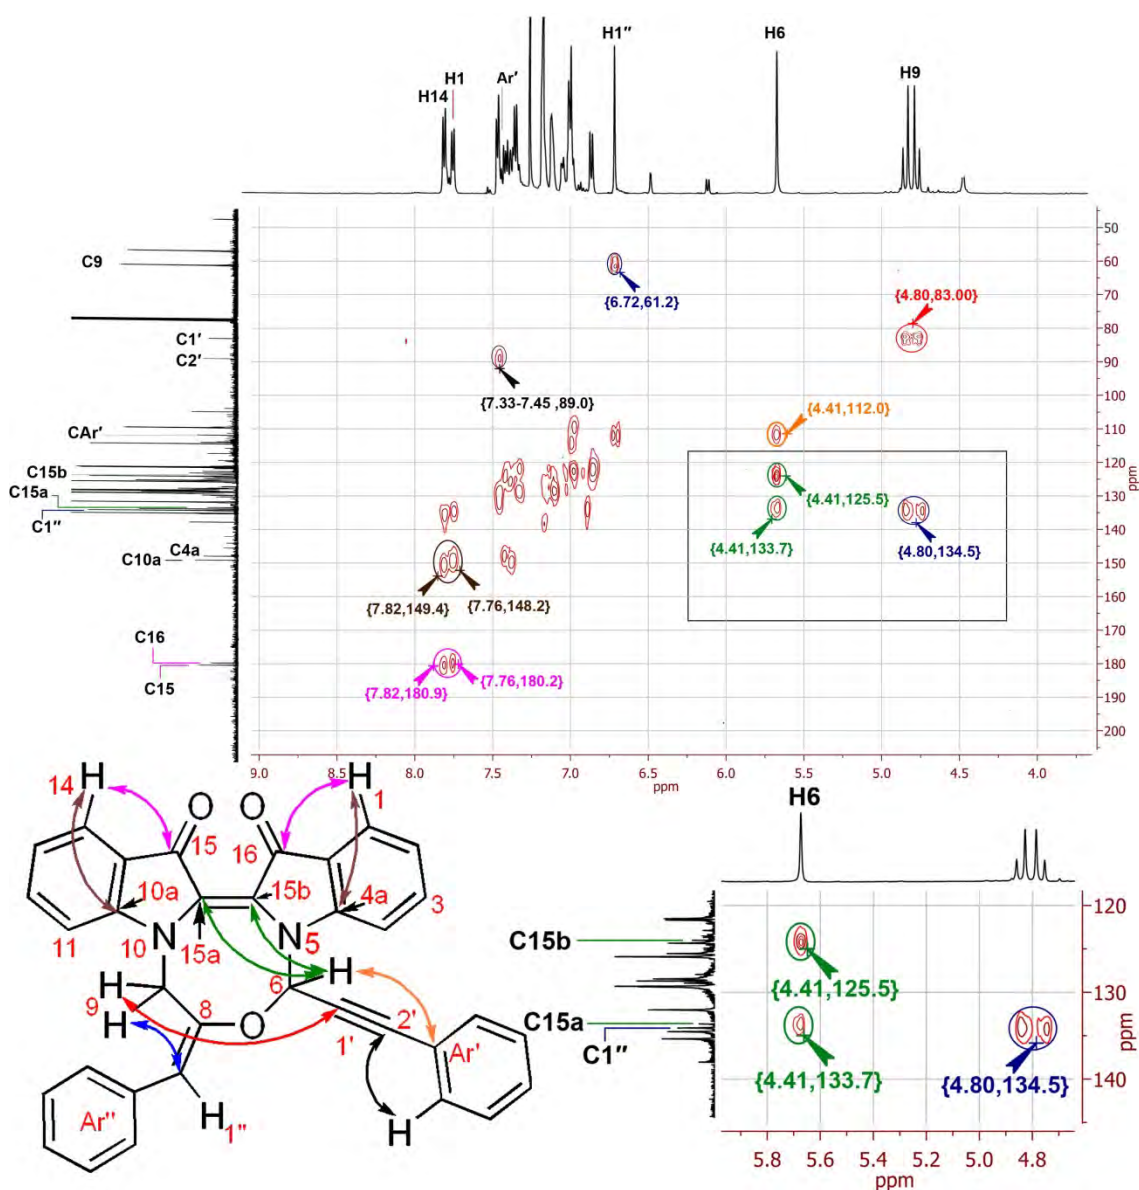 H14
H1
Ar′
H1″
H6
H9
C9
C1′
C2′
CAr′
C15b
C15a
C1″
C4a
C10a
C16
C15
{6.72,61.2}
{4.80,83.00}
{7.33-7.45 ,89.0}
{4.41,112.0}
{4.41,125.5}
{4.41,133.7}
{4.80,134.5}
{7.82,149.4}
{7.76,148.2}
{7.82,180.9}
{7.76,180.2}
50
60
70
80
90
100
110
120
130
140
150
160
170
180
190
200
ppm
9.0
8.5
8.0
7.5
7.0
6.5
6.0
5.5
5.0
4.5
4.0
ppm
14
H
H
1
O
O
15
16
10a
15b
4a
3
11
10
N
15a
N
5
H
6
H
9
H
8
O
2'
1'
Ar'
Ar"
H
1"
H
H6
C15b
C15a
C1″
{4.41,125.5}
{4.41,133.7}
{4.80,134.5}
120
130
140
ppm
5.8
5.6
5.4
5.2
5.0
4.8
ppm